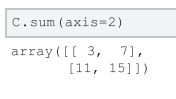 C.sum(axis=2)
array([[ 3,  7],
       [11, 15]])